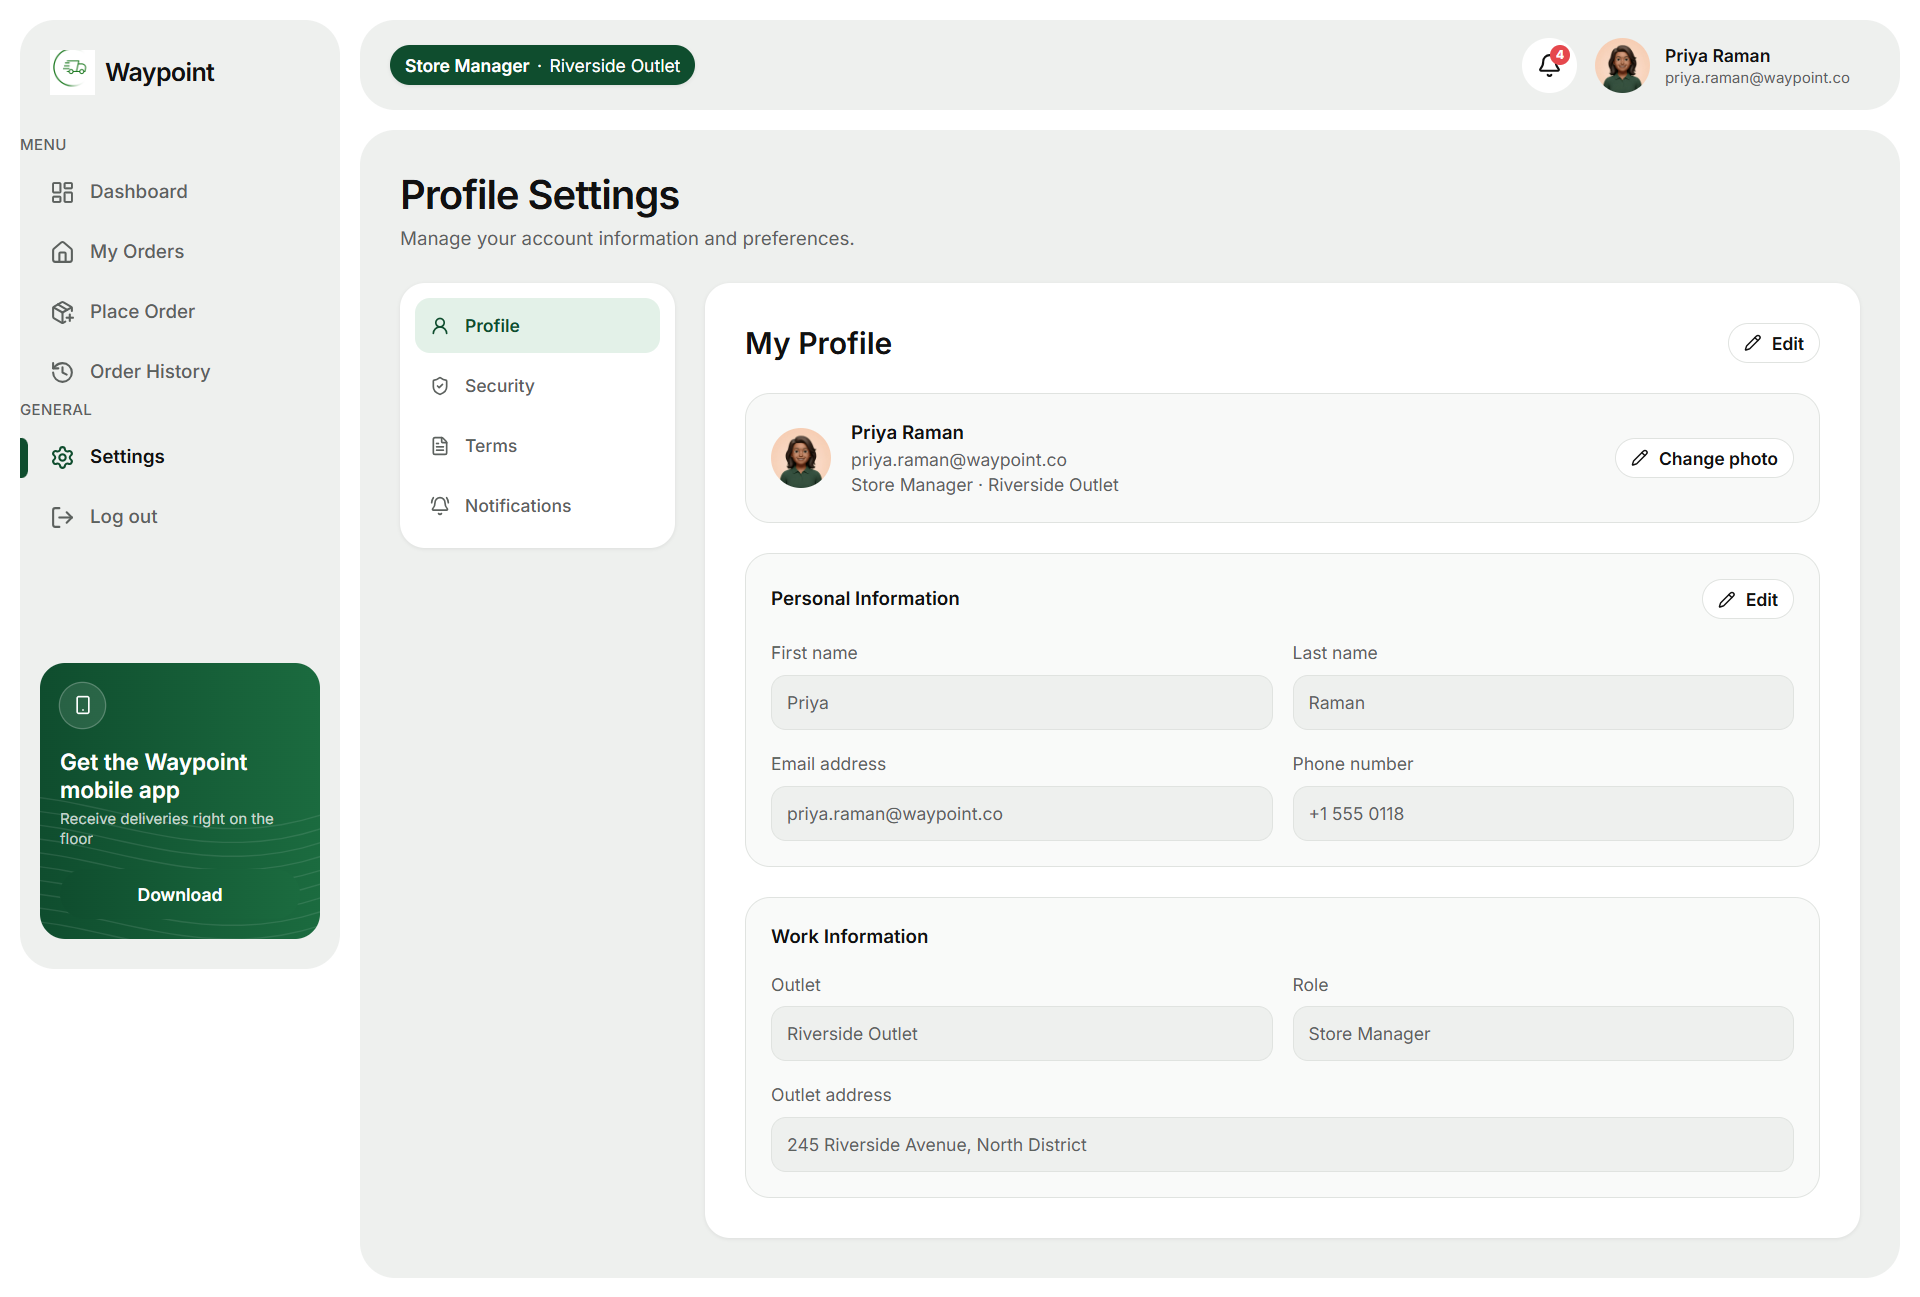 Waypoint
MENU
Dashboard
My Orders
Place Order
Order History
GENERAL
Settings
Log out
Get the Waypoint
mobile app
Receive deliveries right on the
floor
Download
Store Manager · Riverside Outlet
4
Priya Raman
priya.raman@waypoint.co
Profile Settings
Manage your account information and preferences.
Profile
Security
Terms
Notifications
My Profile
Edit
Priya Raman
priya.raman@waypoint.co
Store Manager · Riverside Outlet
Change photo
Personal Information
Edit
First name
Last name
Priya
Raman
Email address
Phone number
priya.raman@waypoint.co
+1 555 0118
Work Information
Outlet
Role
Riverside Outlet
Store Manager
Outlet address
245 Riverside Avenue, North District